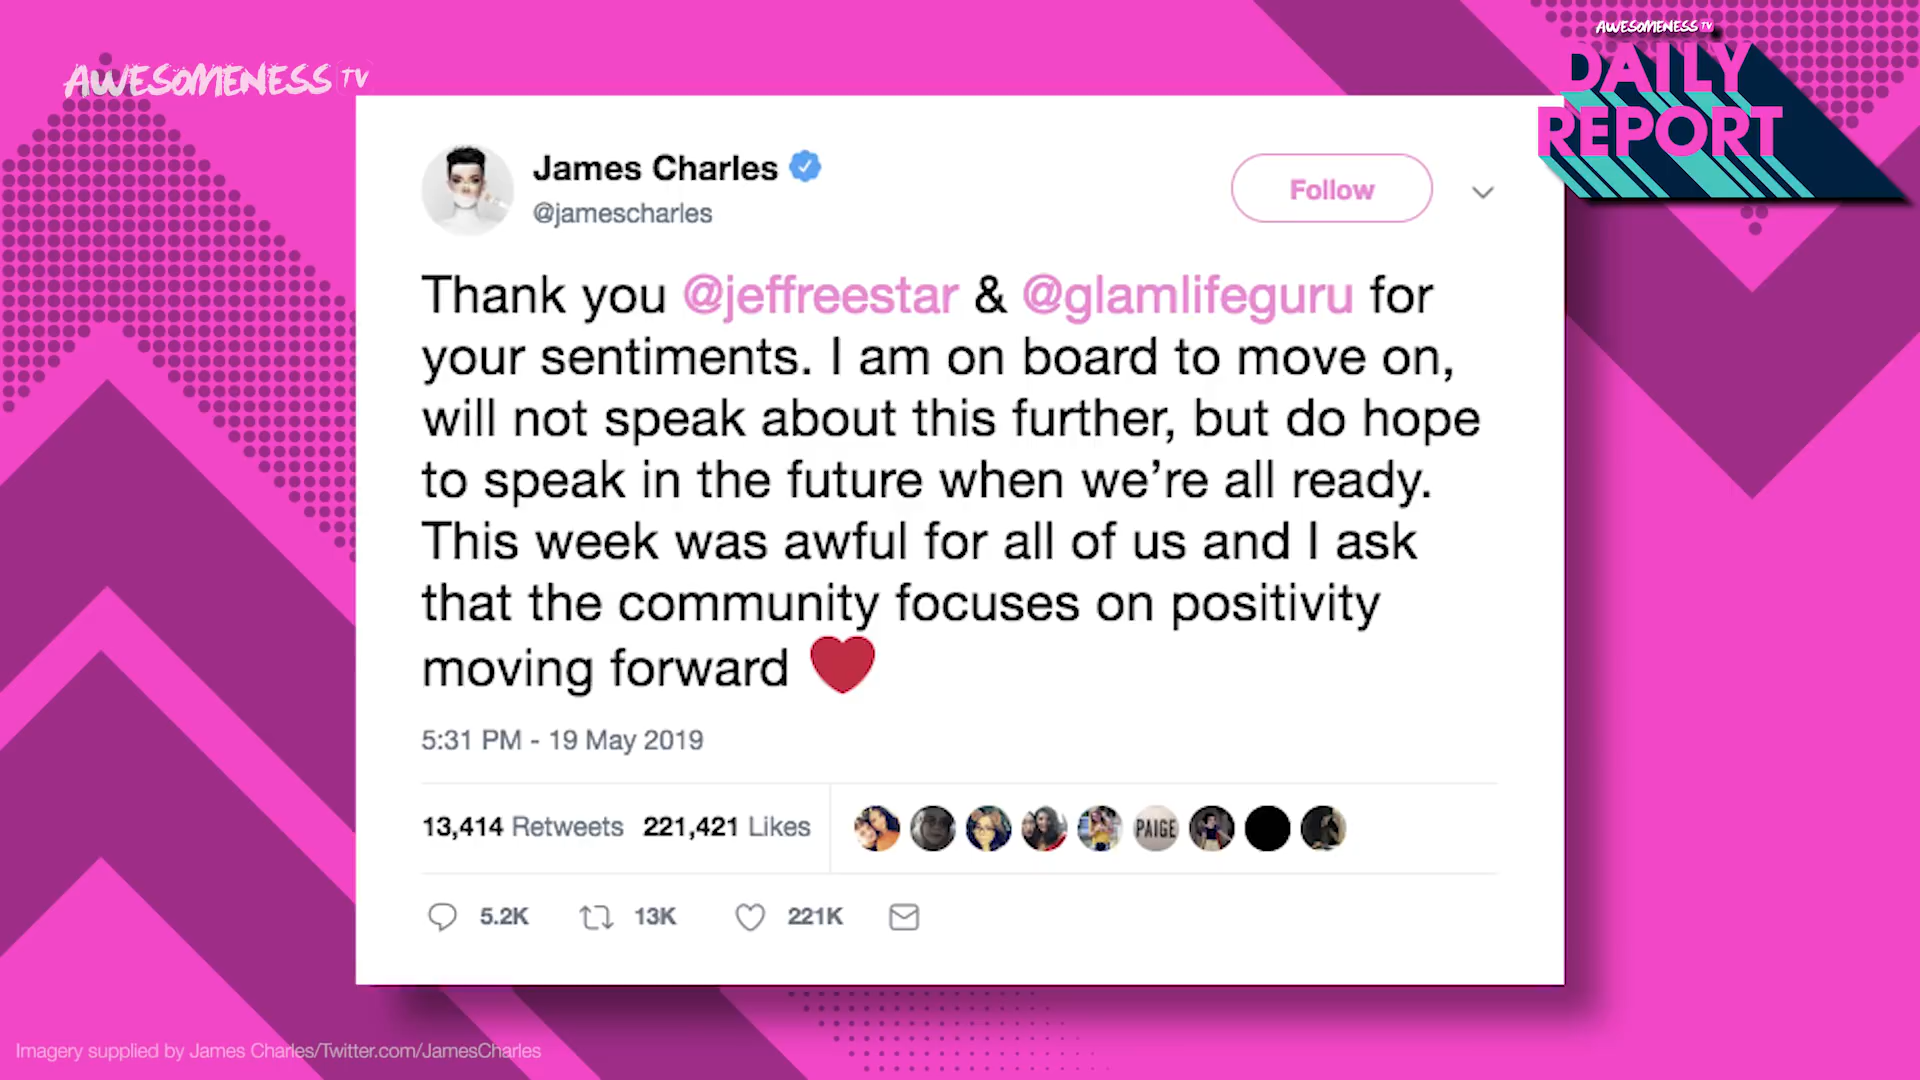 AWESOMENESS TV
AWESOMENESS TV
DAILY
REPORT
James Charles
@jamescharles
Follow
Thank you @jeffreestar & @glamlifeguru for
your sentiments. I am on board to move on,
will not speak about this further, but do hope
to speak in the future when we’re all ready.
This week was awful for all of us and I ask
that the community focuses on positivity
moving forward ❤
5:31 PM - 19 May 2019
13,414 Retweets 221,421 Likes
PAIGE
5.2K 13K 221K
Imagery supplied by James Charles/Twitter.com/JamesCharles